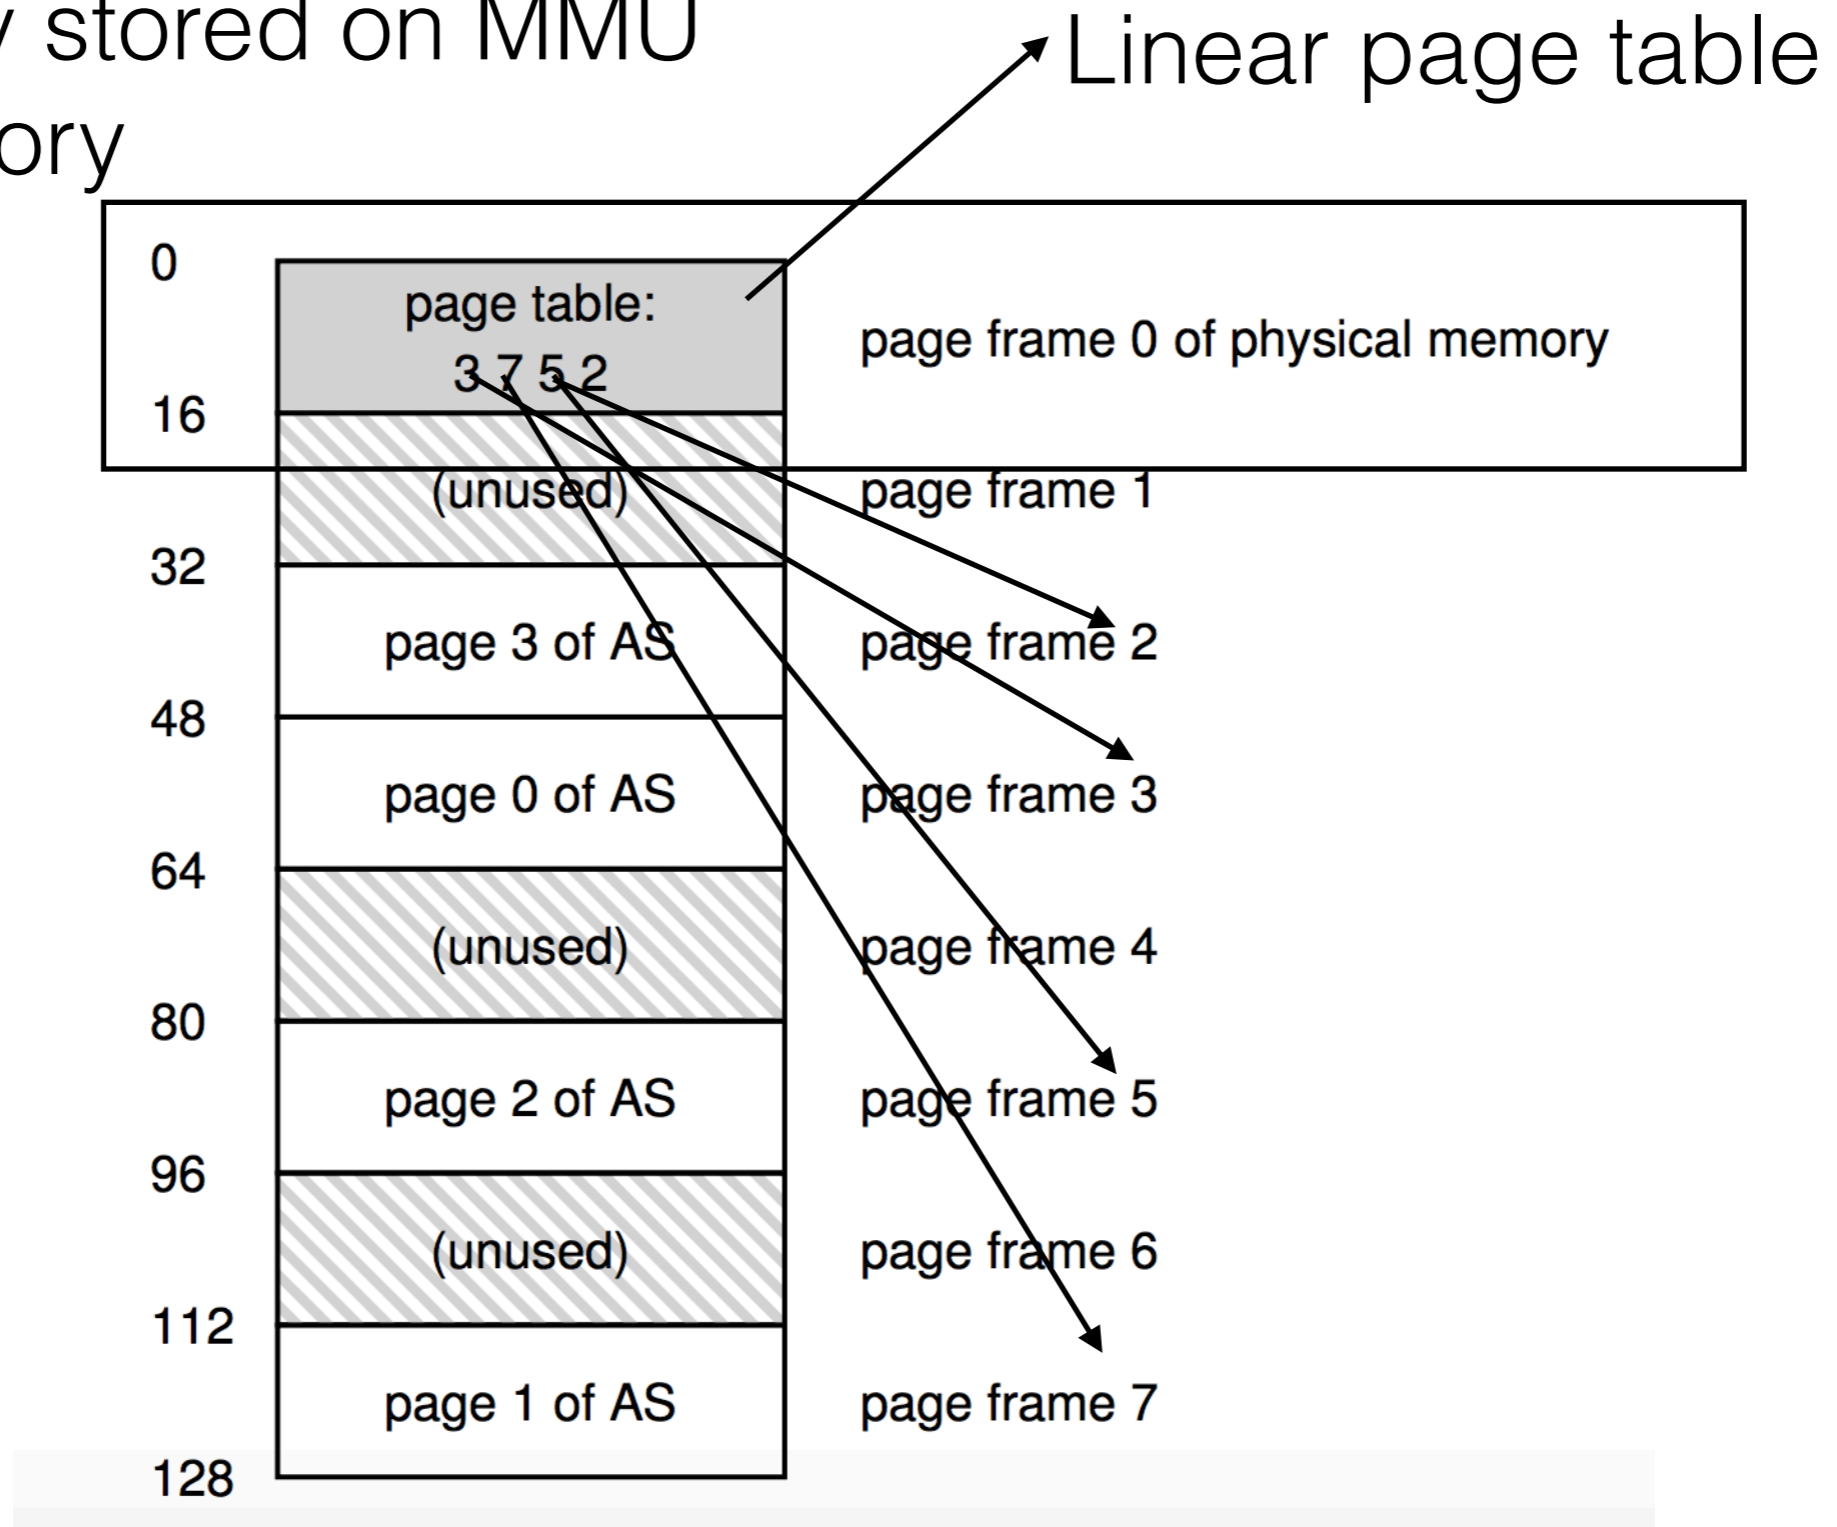 y stored on MMU
Linear page table
ory
0
page table:
page frame 0 of physical memory
3 7 5 2
16
(unused)
page frame 1
32
page 3 of AS
page frame 2
48
page 0 of AS
page frame 3
64
(unused)
page frame 4
80
page 2 of AS
page frame 5
96
(unused)
page frame 6
112
page 1 of AS
page frame 7
128